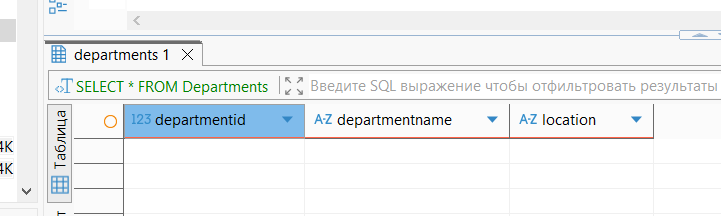 departments 1
SELECT * FROM Departments
Введите SQL выражение чтобы отфильтровать результаты
123 departmentid
A-Z departmentname
A-Z location
Таблица
4K
4K